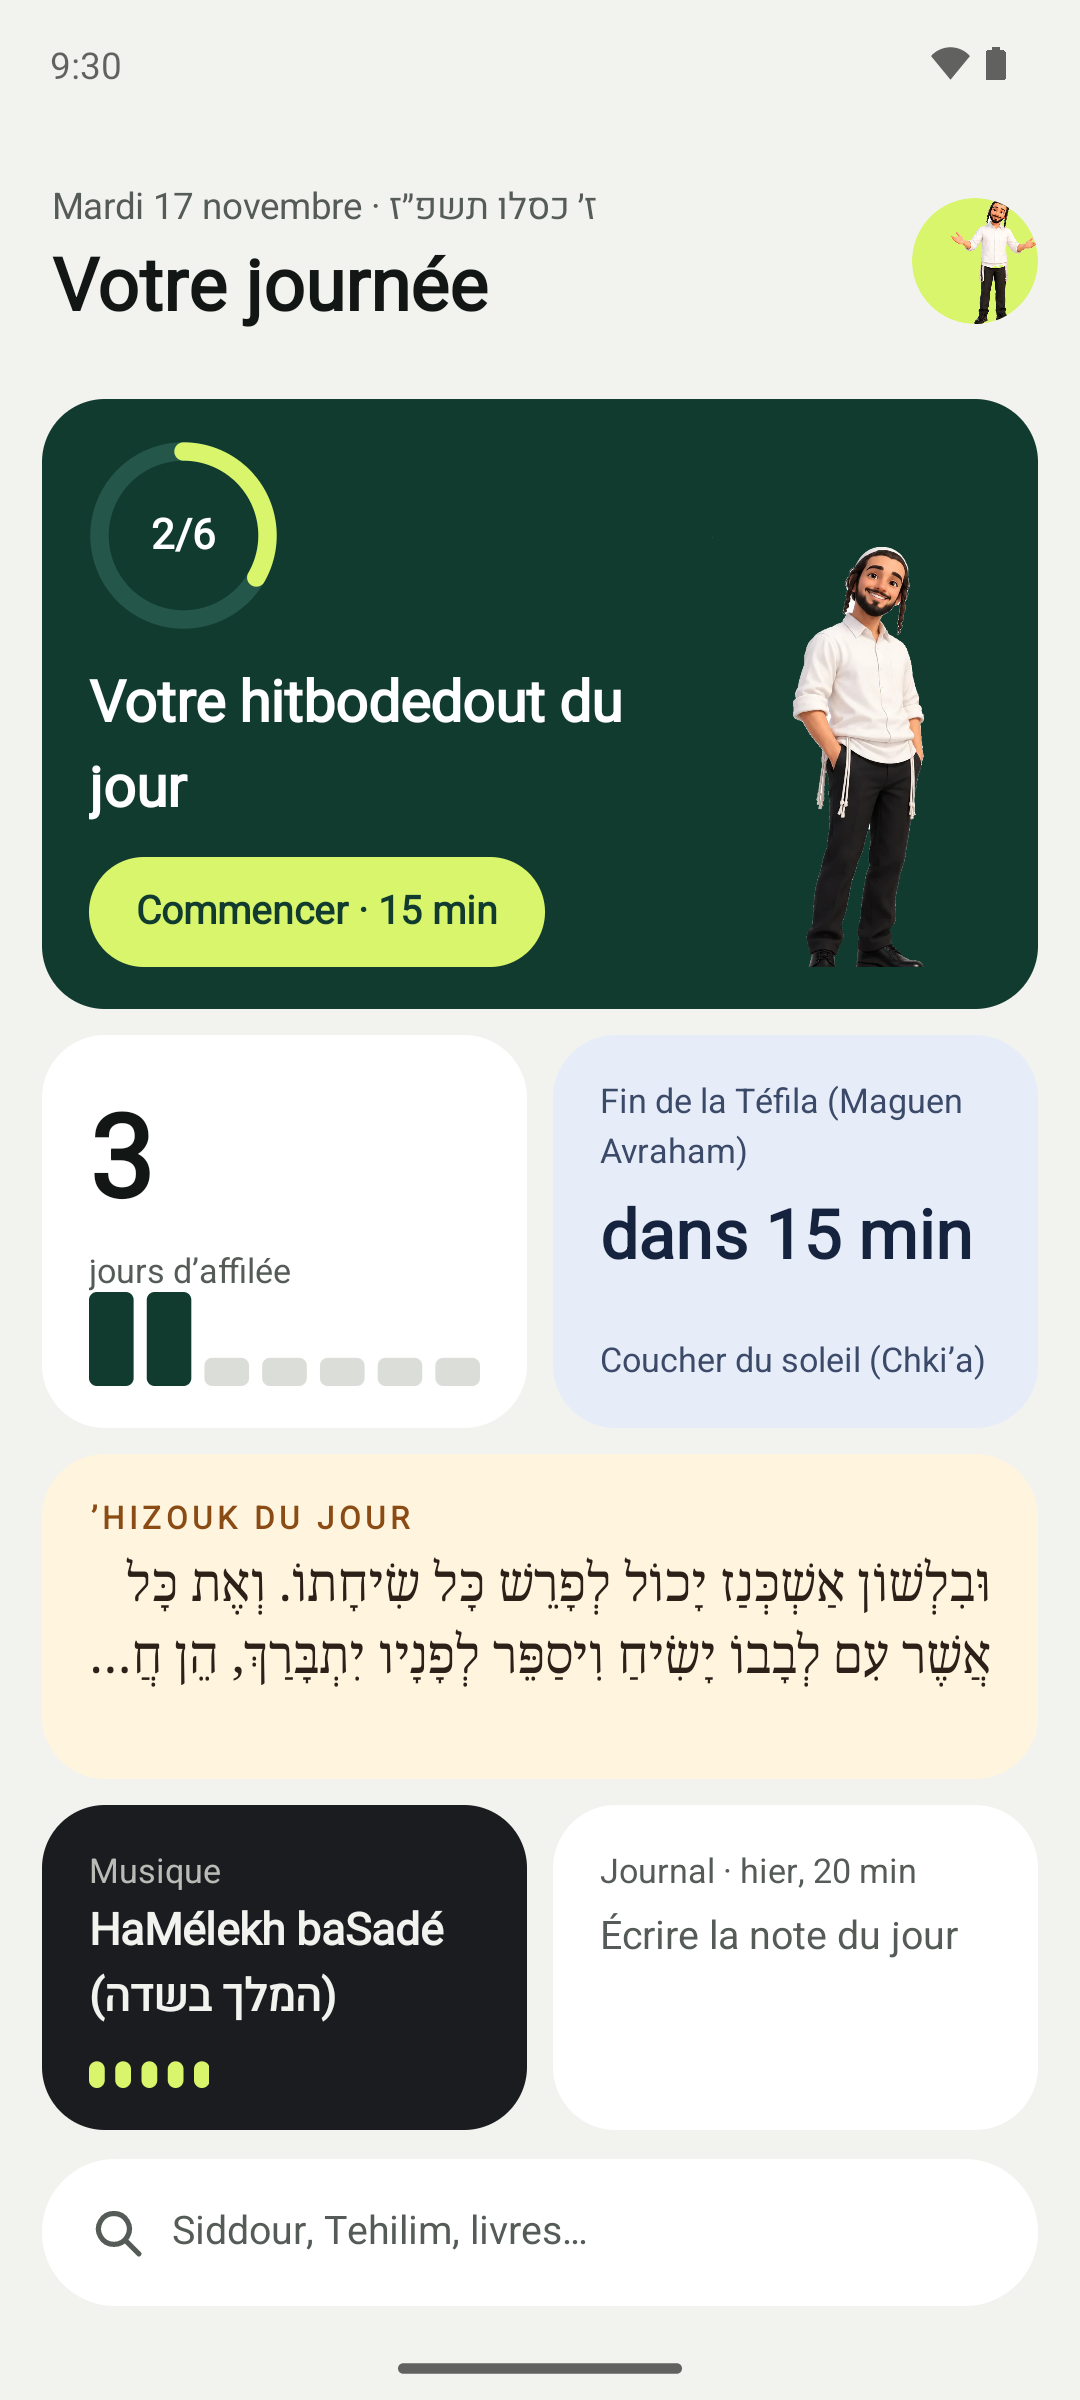 9:30
Mardi 17 novembre · ז׳ כסלו תשפ״ז
Votre journée
2/6
Votre hitbodedout du
jour
Commencer · 15 min
3
jours d’affilée
Fin de la Téfila (Maguen
Avraham)
dans 15 min
Coucher du soleil (Chki’a)
’HIZOUK DU JOUR
וּבִלְשׁוֹן אַשְׁכְּנַז יָכוֹל לְפָרֵשׁ כָּל שִׂיחָתוֹ. וְאֶת כָּל
אֲשֶׁר עִם לְבָבוֹ יָשִׂיחַ וִיסַפֵּר לְפָנָיו יִתְבָּרַךְ, הֵן חֲ...
Musique
HaMélekh baSadé
(המלך בשדה)
Journal · hier, 20 min
Écrire la note du jour
Siddour, Tehilim, livres...